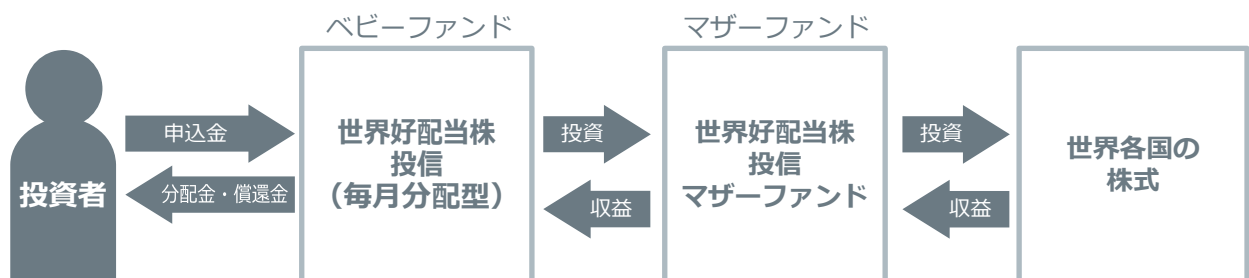 ベビーファンド
マザーファンド
投資者
申込金
分配金・償還金
世界好配当株
投信
(毎月分配型)
投資
収益
世界好配当株
投信
マザーファンド
投資
収益
世界各国の
株式